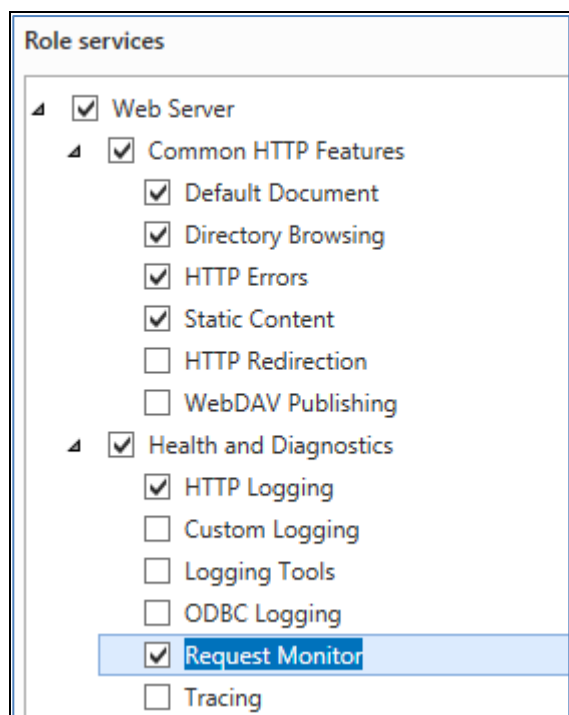 Role services
Web Server
Common HTTP Features
Default Document
Directory Browsing
HTTP Errors
Static Content
HTTP Redirection
WebDAV Publishing
Health and Diagnostics
HTTP Logging
Custom Logging
Logging Tools
ODBC Logging
Request Monitor
Tracing